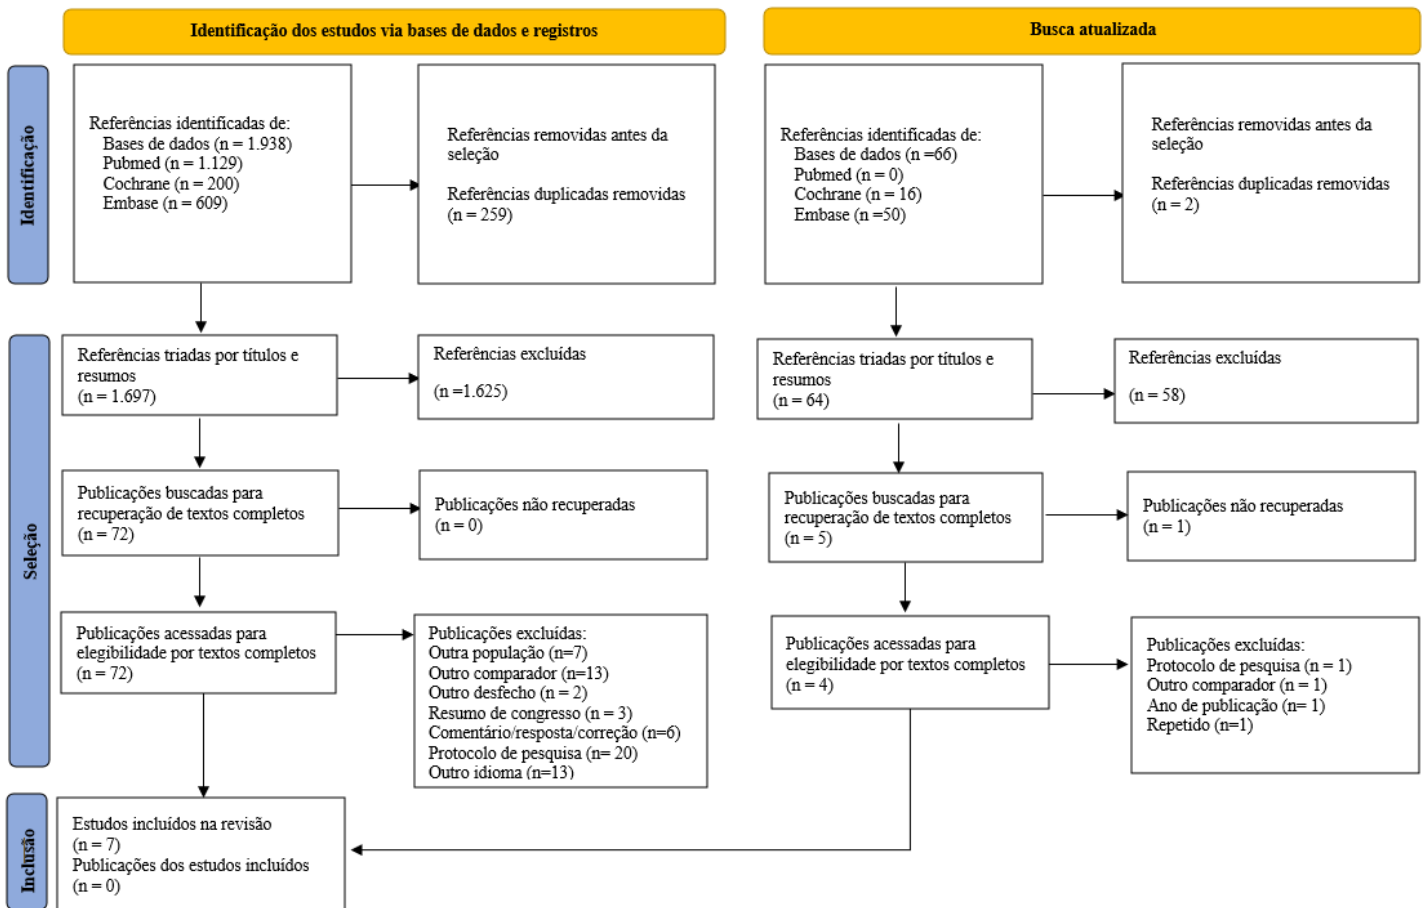 Identificação dos estudos via bases de dados e registros
Busca atualizada
Identificação
Referências identificadas de:
Bases de dados (n = 1.938)
Pubmed (n = 1.129)
Cochrane (n = 200)
Embase (n = 609)
Referências removidas antes da
seleção
Referências duplicadas removidas
(n = 259)
Referências identificadas de:
Bases de dados (n =66)
Pubmed (n = 0)
Cochrane (n = 16)
Embase (n =50)
Referências removidas antes da
seleção
Referências duplicadas removidas
(n = 2)
Seleção
Referências triadas por títulos e
resumos
(n = 1.697)
Referências excluídas
(n =1.625)
Referências triadas por títulos e
resumos
(n = 64)
Referências excluídas
(n = 58)
Publicações buscadas para
recuperação de textos completos
(n = 72)
Publicações não recuperadas
(n = 0)
Publicações buscadas para
recuperação de textos completos
(n = 5)
Publicações não recuperadas
(n = 1)
Publicações acessadas para
elegibilidade por textos completos
(n = 72)
Publicações excluídas:
Outra população (n=7)
Outro comparador (n=13)
Outro desfecho (n = 2)
Resumo de congresso (n = 3)
Comentário/resposta/correção (n=6)
Protocolo de pesquisa (n= 20)
Outro idioma (n=13)
Publicações acessadas para
elegibilidade por textos completos
(n = 4)
Publicações excluídas:
Protocolo de pesquisa (n = 1)
Outro comparador (n = 1)
Ano de publicação (n= 1)
Repetido (n=1)
Inclusão
Estudos incluídos na revisão
(n = 7)
Publicações dos estudos incluídos
(n = 0)